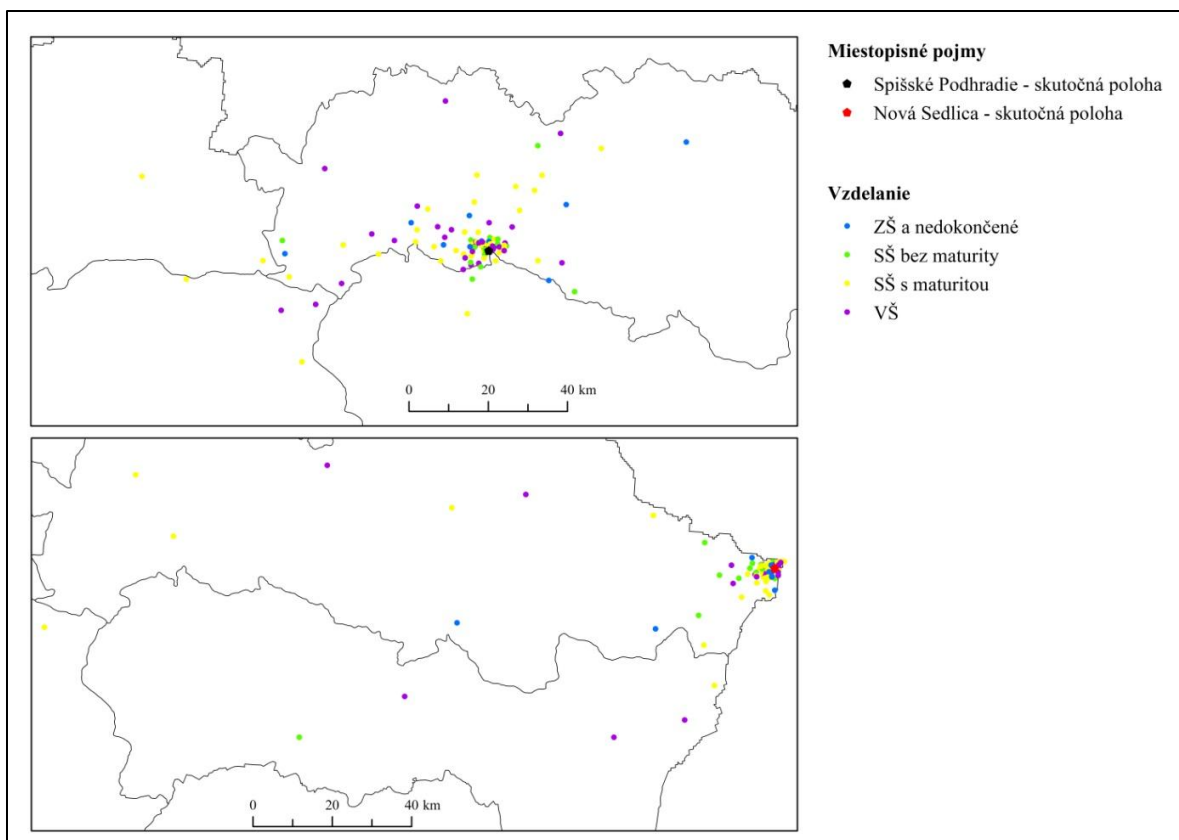 Miestopisné pojmy
Spišské Podhradie - skutočná poloha
Nová Sedlica - skutočná poloha
Vzdelanie
ZŠ a nedokončené
SŠ bez maturity
SŠ s maturitou
VŠ
0 20 40 km
0 20 40 km